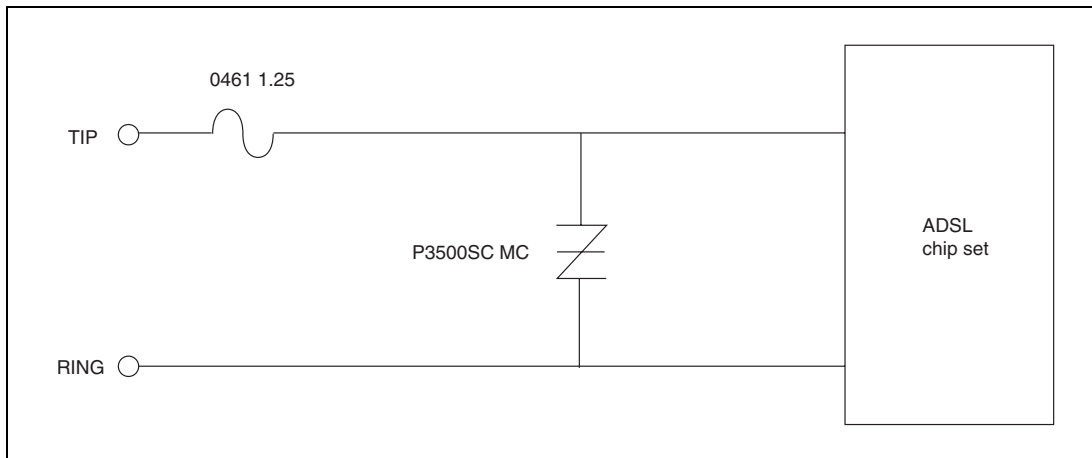 0461 1.25
TIP
P3500SC MC
ADSL
chip set
RING